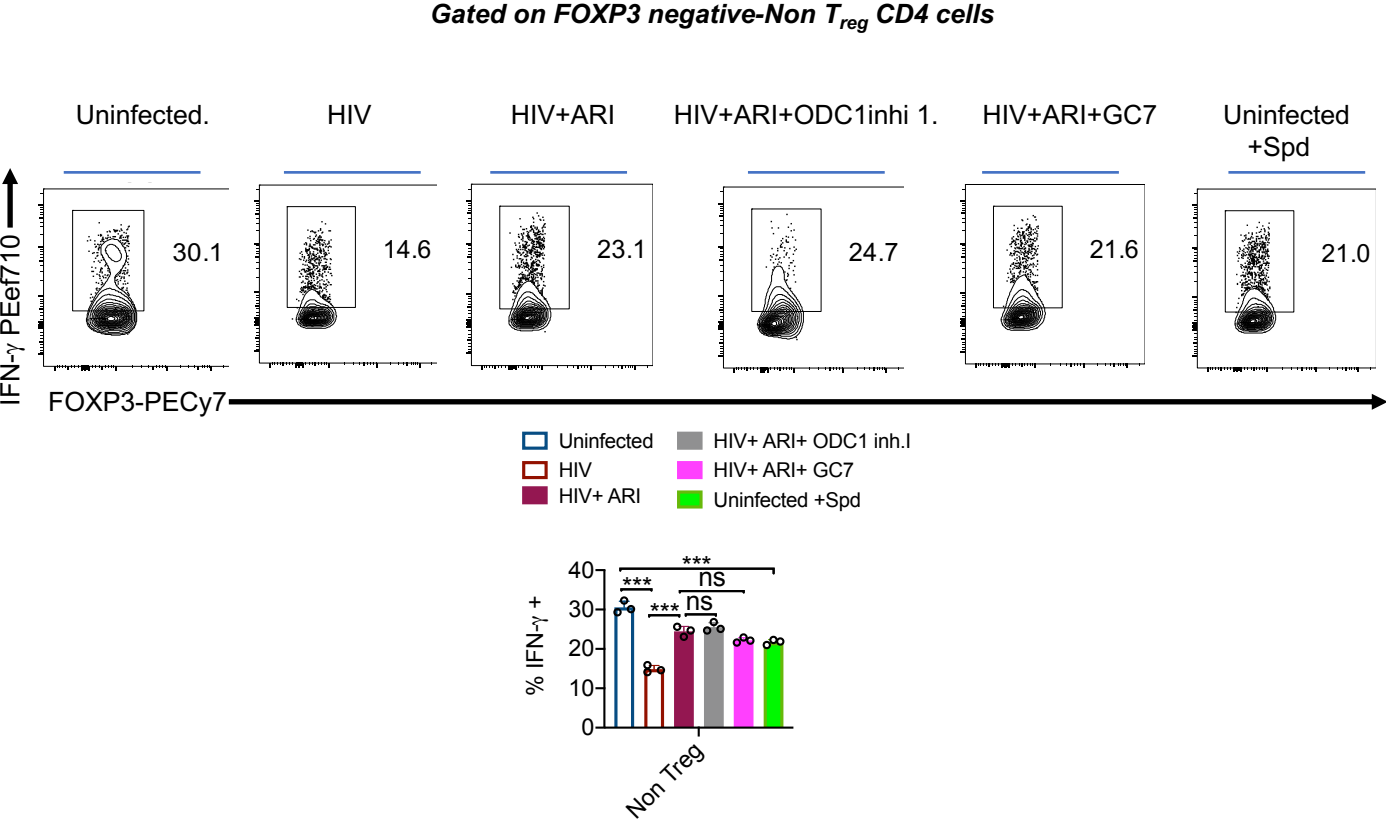 Gated on FOXP3 negative-Non Treg CD4 cells
Uninfected.
HIV
HIV+ARI
HIV+ARI+ODC1inhi 1.
HIV+ARI+GC7
Uninfected
+Spd
30.1
14.6
23.1
24.7
21.6
21.0
IFN-γ PEef710
FOXP3-PECy7
Uninfected
HIV
HIV+ ARI
HIV+ ARI+ ODC1 inh.I
HIV+ ARI+ GC7
Uninfected +Spd
% IFN-γ +
40
30
20
10
0
***
***
ns
***
ns
Non Treg